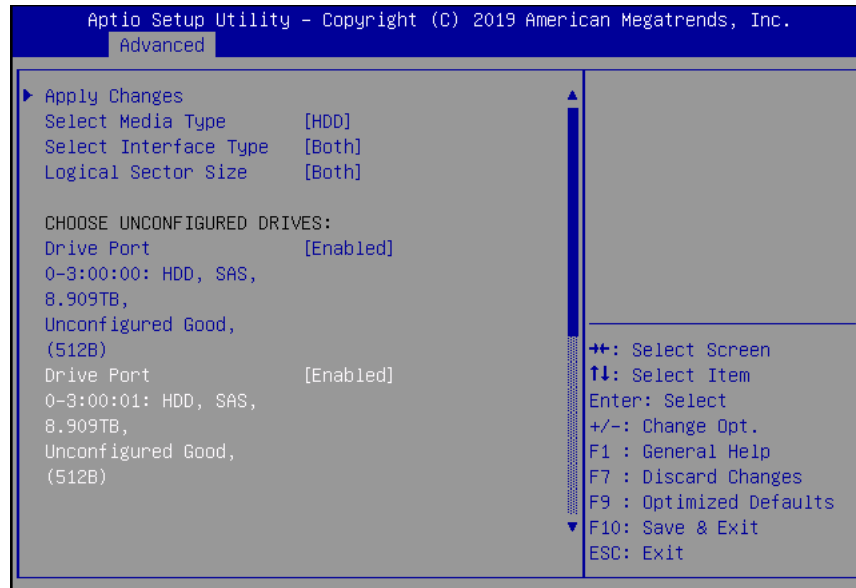 Aptio Setup Utility – Copyright (C) 2019 American Megatrends, Inc.
Advanced
Apply Changes
Select Media Type [HDD]
Select Interface Type [Both]
Logical Sector Size [Both]
CHOOSE UNCONFIGURED DRIVES:
Drive Port [Enabled]
0-3:00:00: HDD, SAS,
8.909TB,
Unconfigured Good,
(512B)
Drive Port [Enabled]
0-3:00:01: HDD, SAS,
8.909TB,
Unconfigured Good,
(512B)
→←: Select Screen
↑↓: Select Item
Enter: Select
+/-: Change Opt.
F1 : General Help
F7 : Discard Changes
F9 : Optimized Defaults
F10: Save & Exit
ESC: Exit